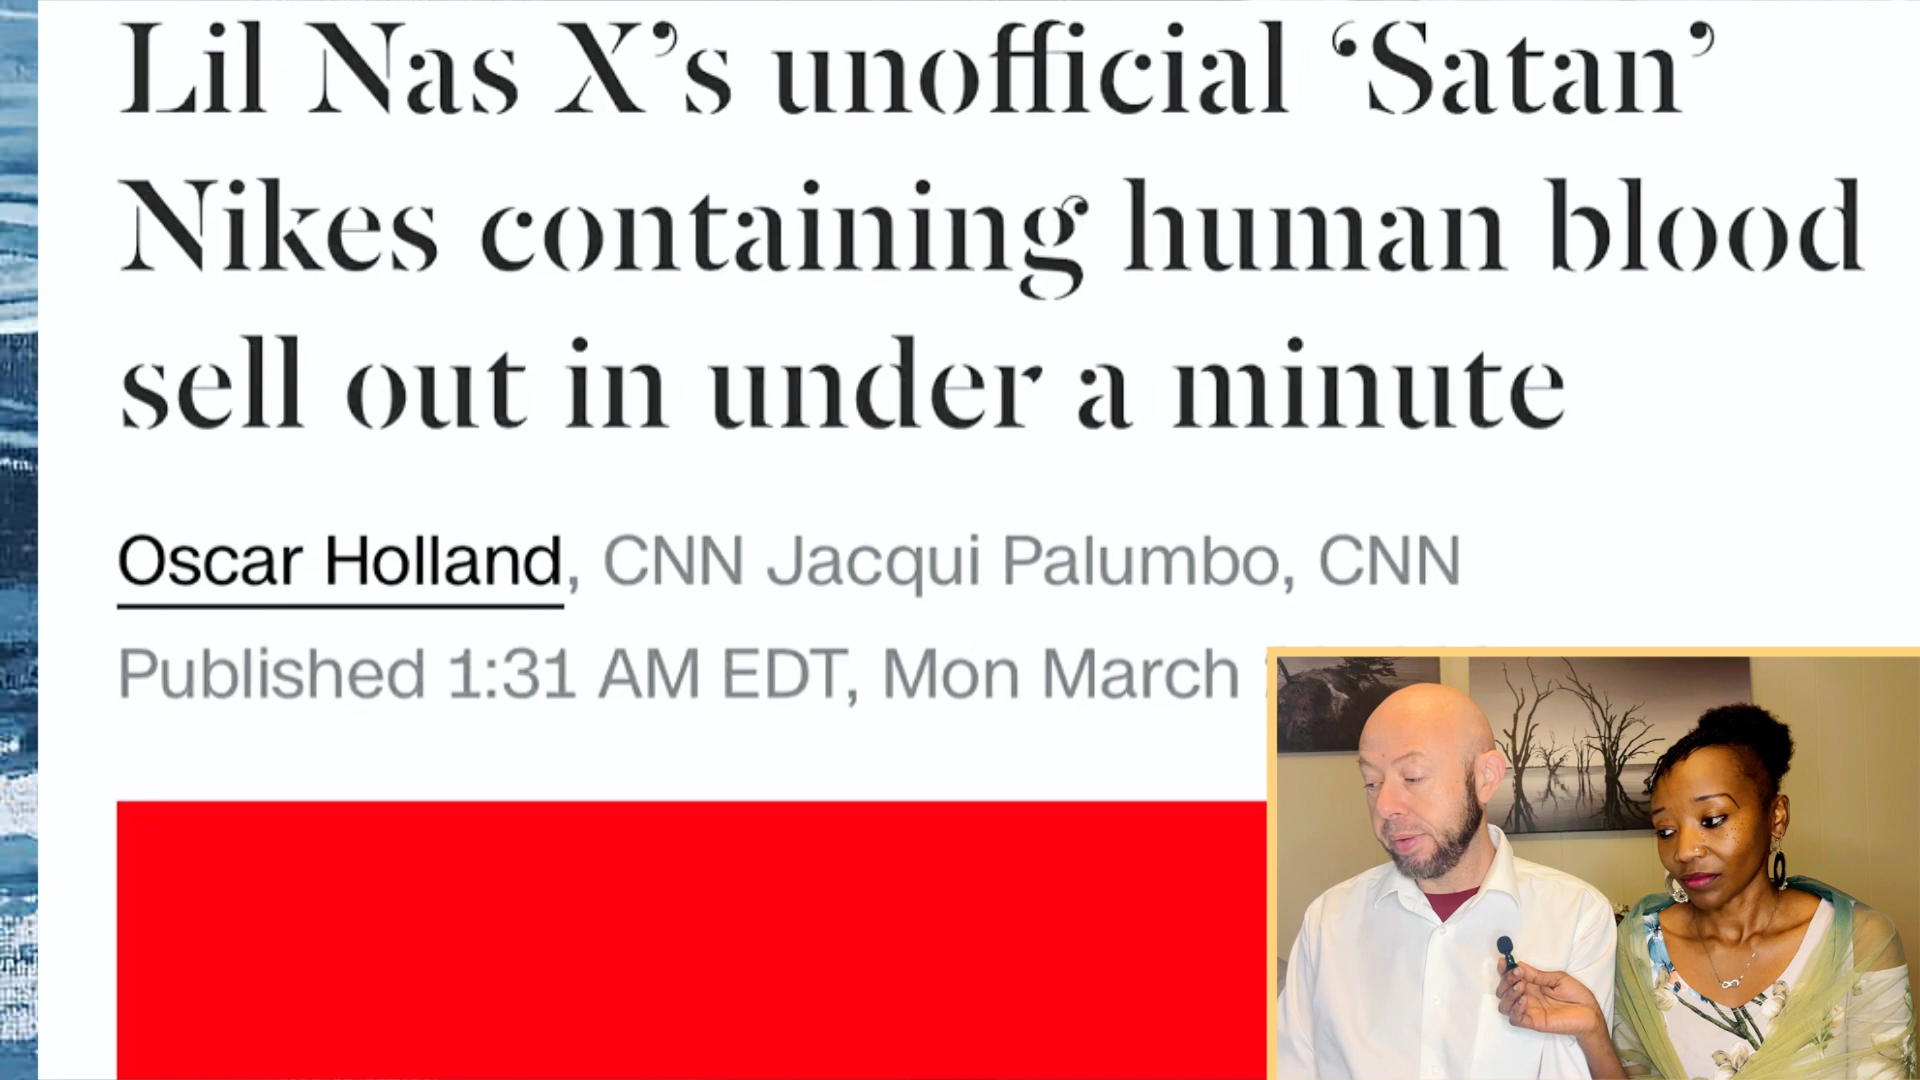 Lil Nas X’s unofficial ‘Satan’
Nikes containing human blood
sell out in under a minute
Oscar Holland, CNN Jacqui Palumbo, CNN
Published 1:31 AM EDT, Mon March